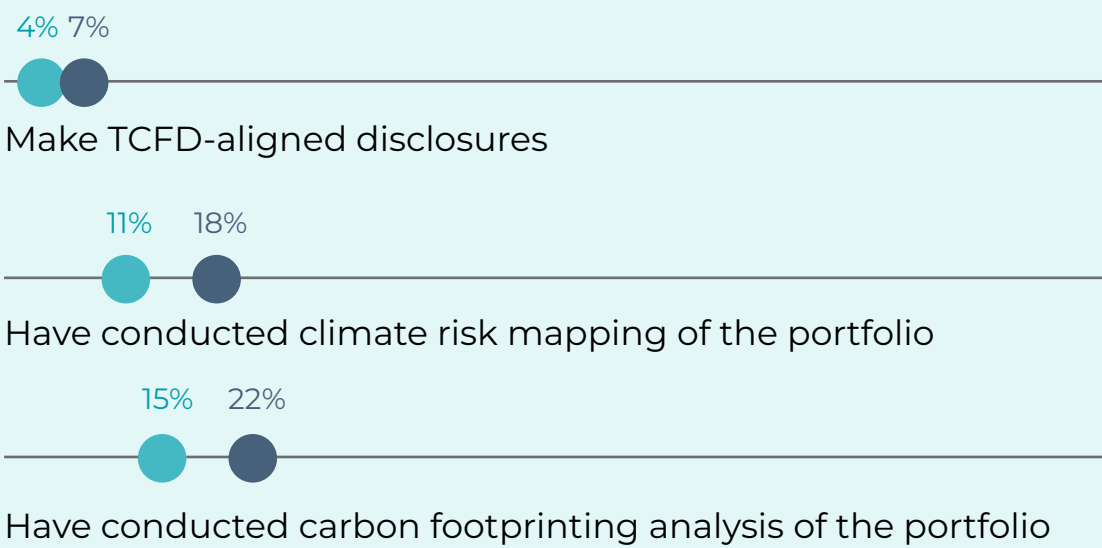 4% 7%
Make TCFD-aligned disclosures
11% 18%
Have conducted climate risk mapping of the portfolio
15% 22%
Have conducted carbon footprinting analysis of the portfolio